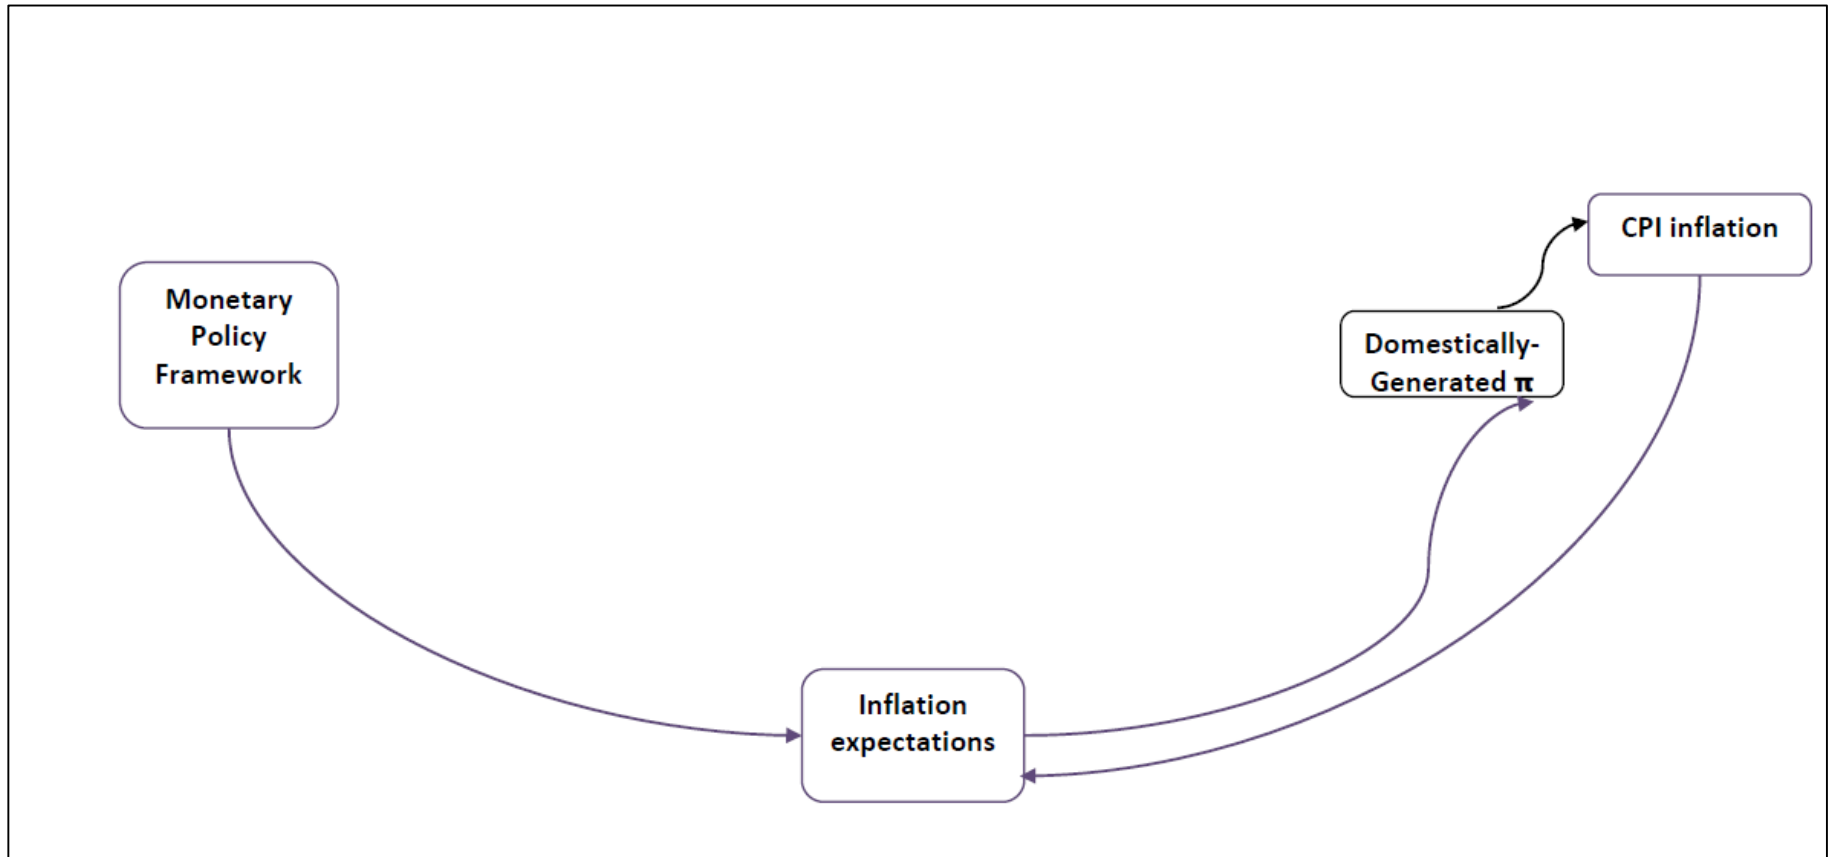 CPI inflation
Monetary
Policy
Framework
Domestically-
Generated π
Inflation
expectations